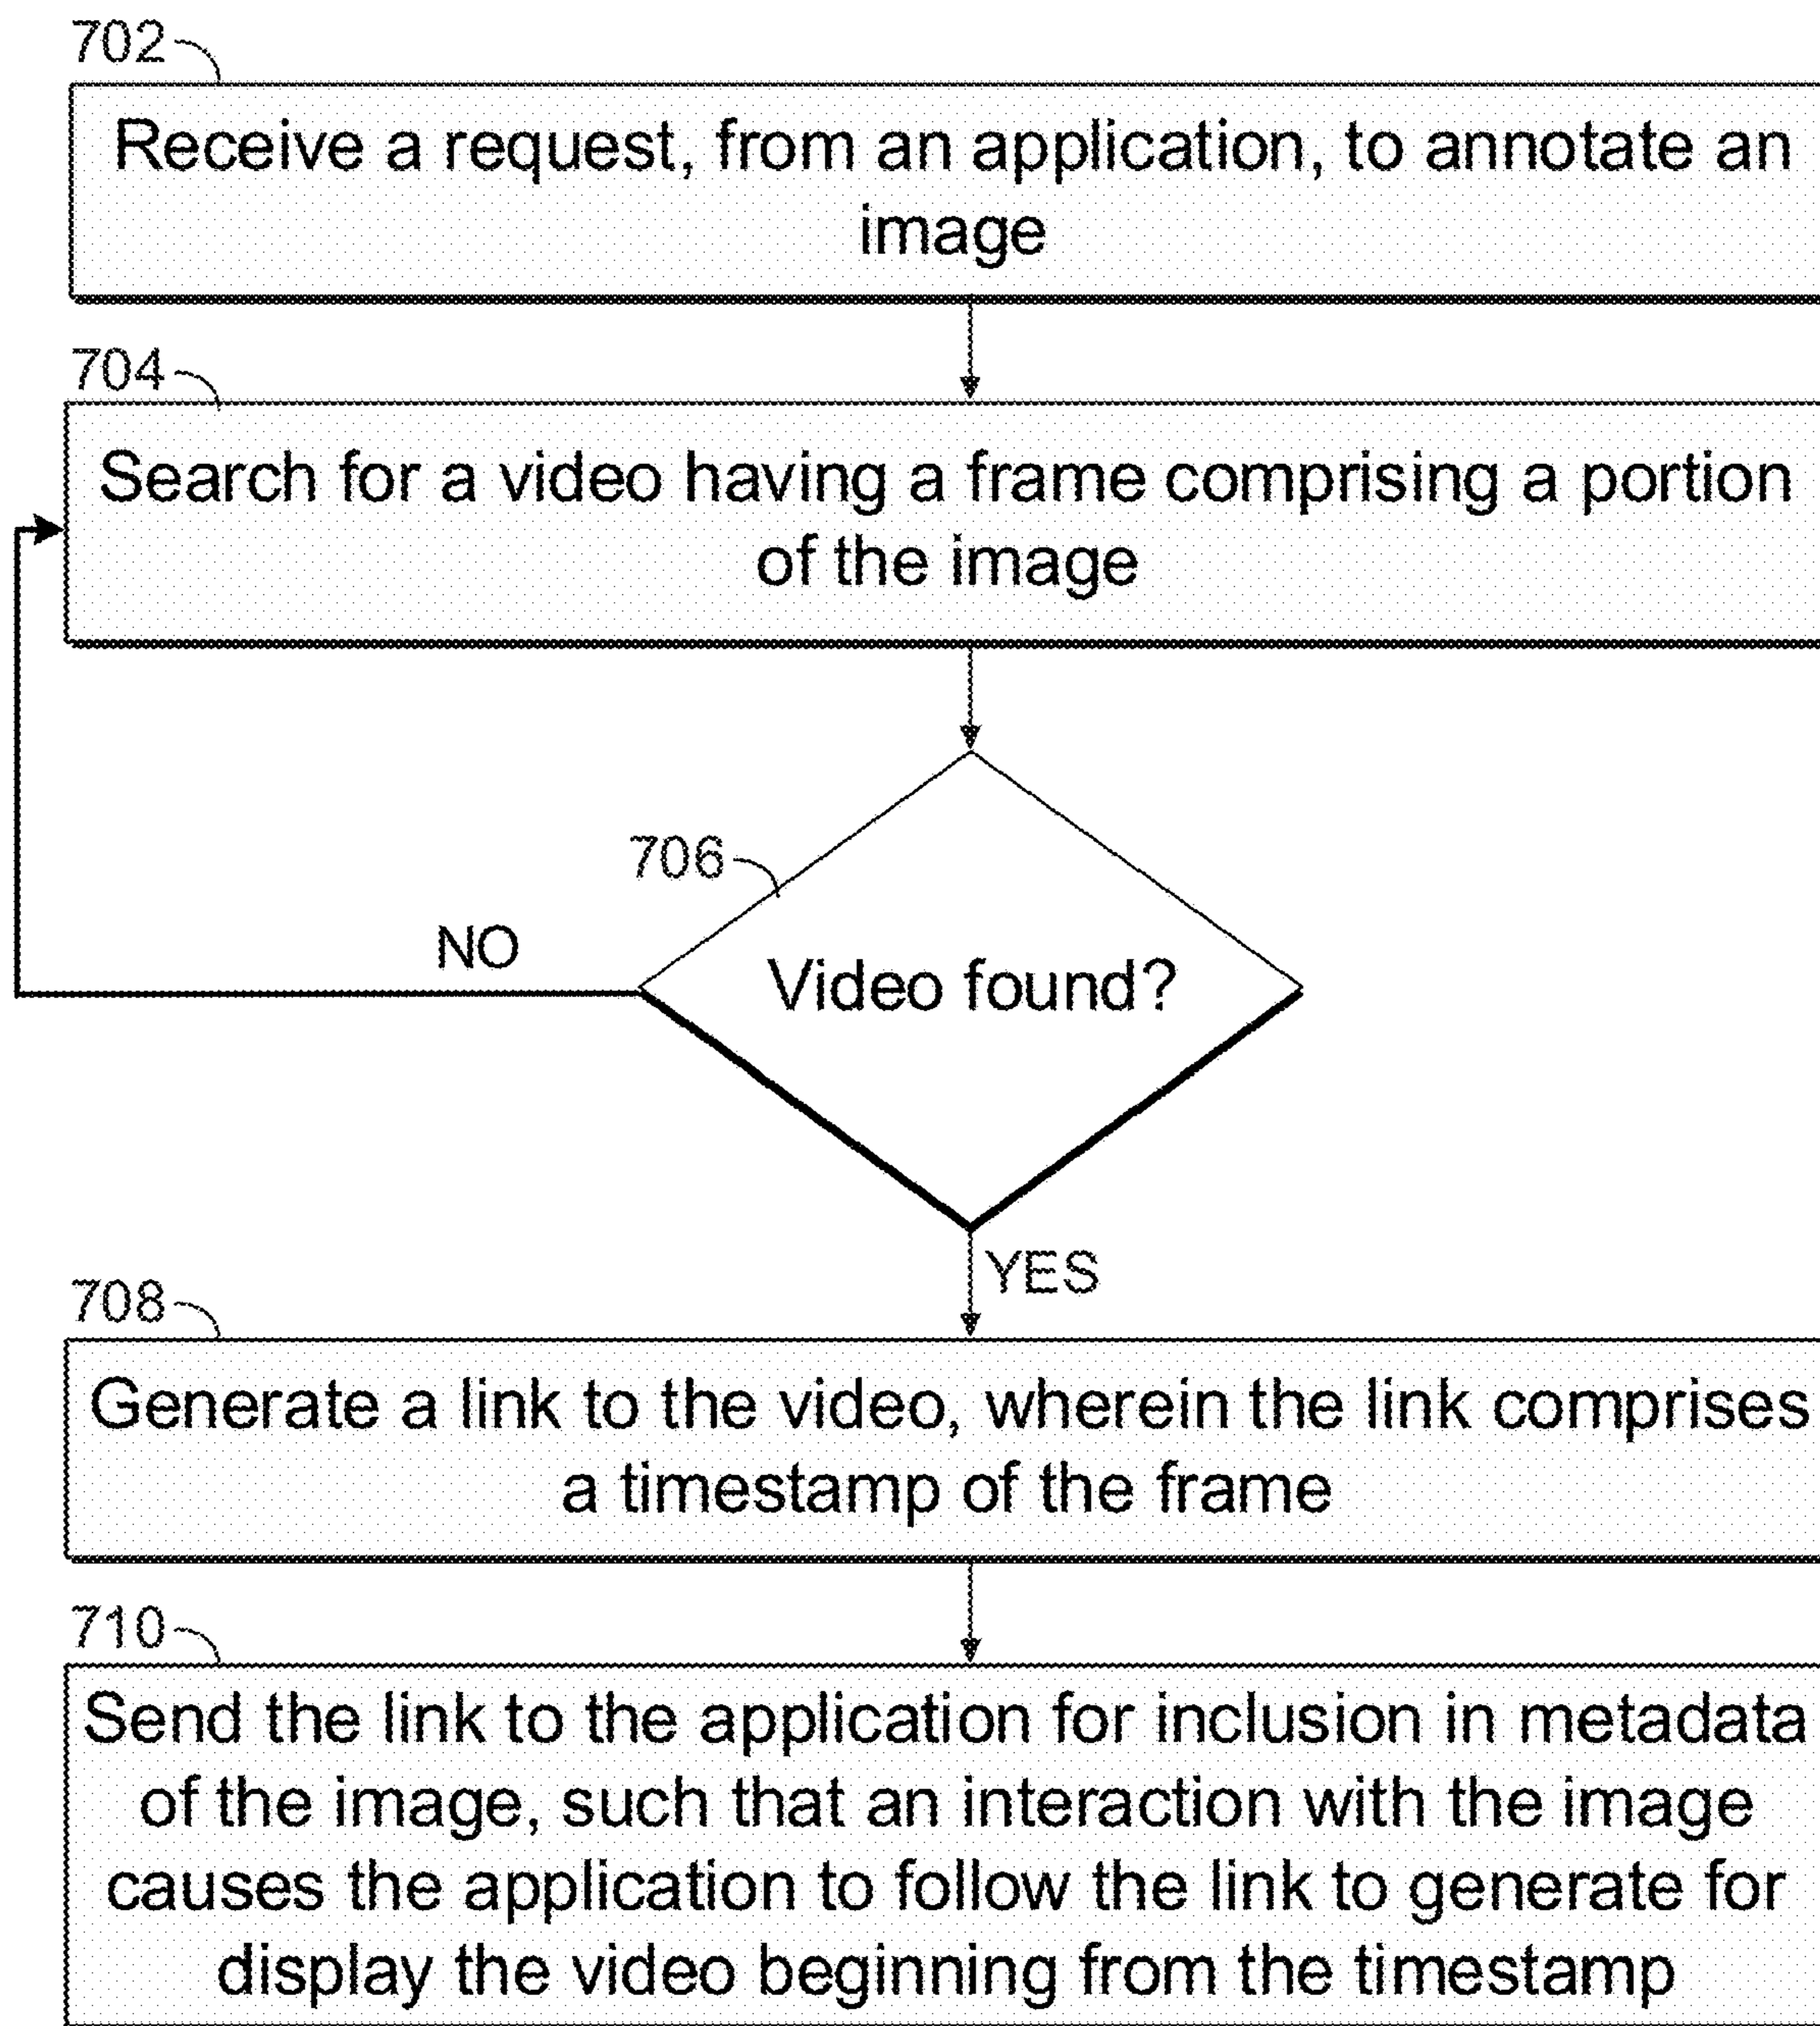 702
Receive a request, from an application, to annotate an
image
704
Search for a video having a frame comprising a portion
of the image
706
Video found?
NO
YES
708
Generate a link to the video, wherein the link comprises
a timestamp of the frame
710
Send the link to the application for inclusion in metadata
of the image, such that an interaction with the image
causes the application to follow the link to generate for
display the video beginning from the timestamp